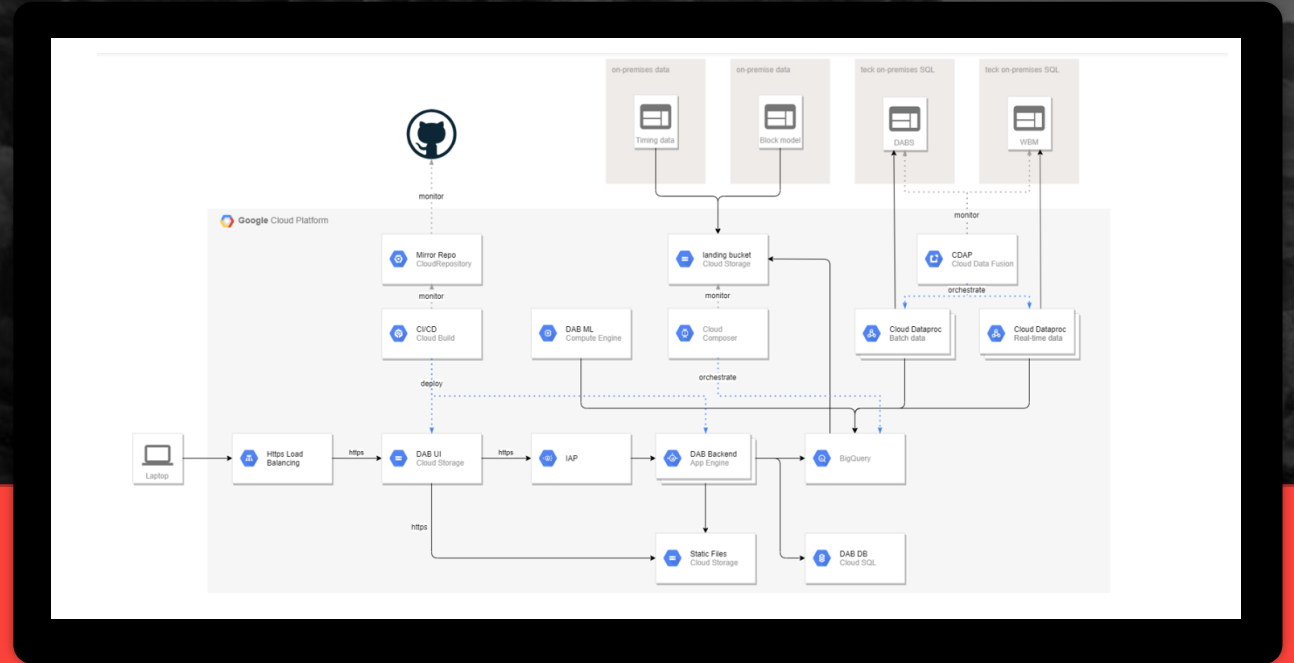 on-premises data
on-premise data
teck on-premises SQL
teck on-premises SQL
Timing data
Block model
DABS
WBM
monitor
monitor
Google Cloud Platform
Mirror Repo
CloudRepository
landing bucket
Cloud Storage
CDAP
Cloud Data Fusion
monitor
monitor
orchestrate
CI/CD
Cloud Build
DAB ML
Compute Engine
Cloud
Composer
Cloud Dataproc
Batch data
Cloud Dataproc
Real-time data
deploy
orchestrate
Laptop
Https Load
Balancing
https
DAB UI
Cloud Storage
https
IAP
DAB Backend
App Engine
BigQuery
https
Static Files
Cloud Storage
DAB DB
Cloud SQL